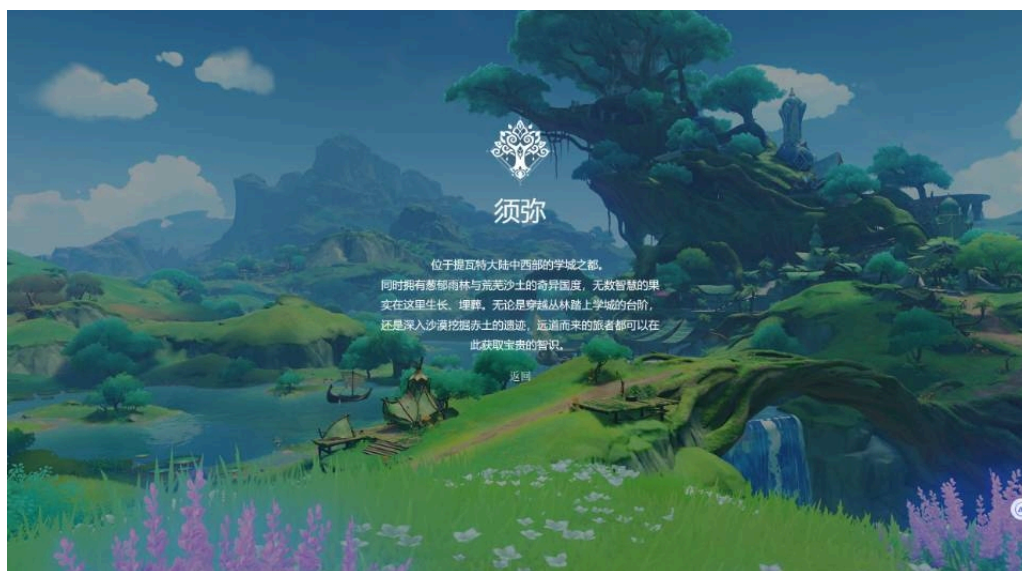 须弥
位于提瓦特大陆中西部的学城之都。
同时拥有葱郁雨林与荒芜沙土的奇异国度，无数智慧的果
实在这里生长、埋葬。无论是穿越丛林踏上学城的台阶，
还是深入沙漠挖掘赤土的遗迹，远道而来的旅者都可以在
此获取宝贵的智识。
返回